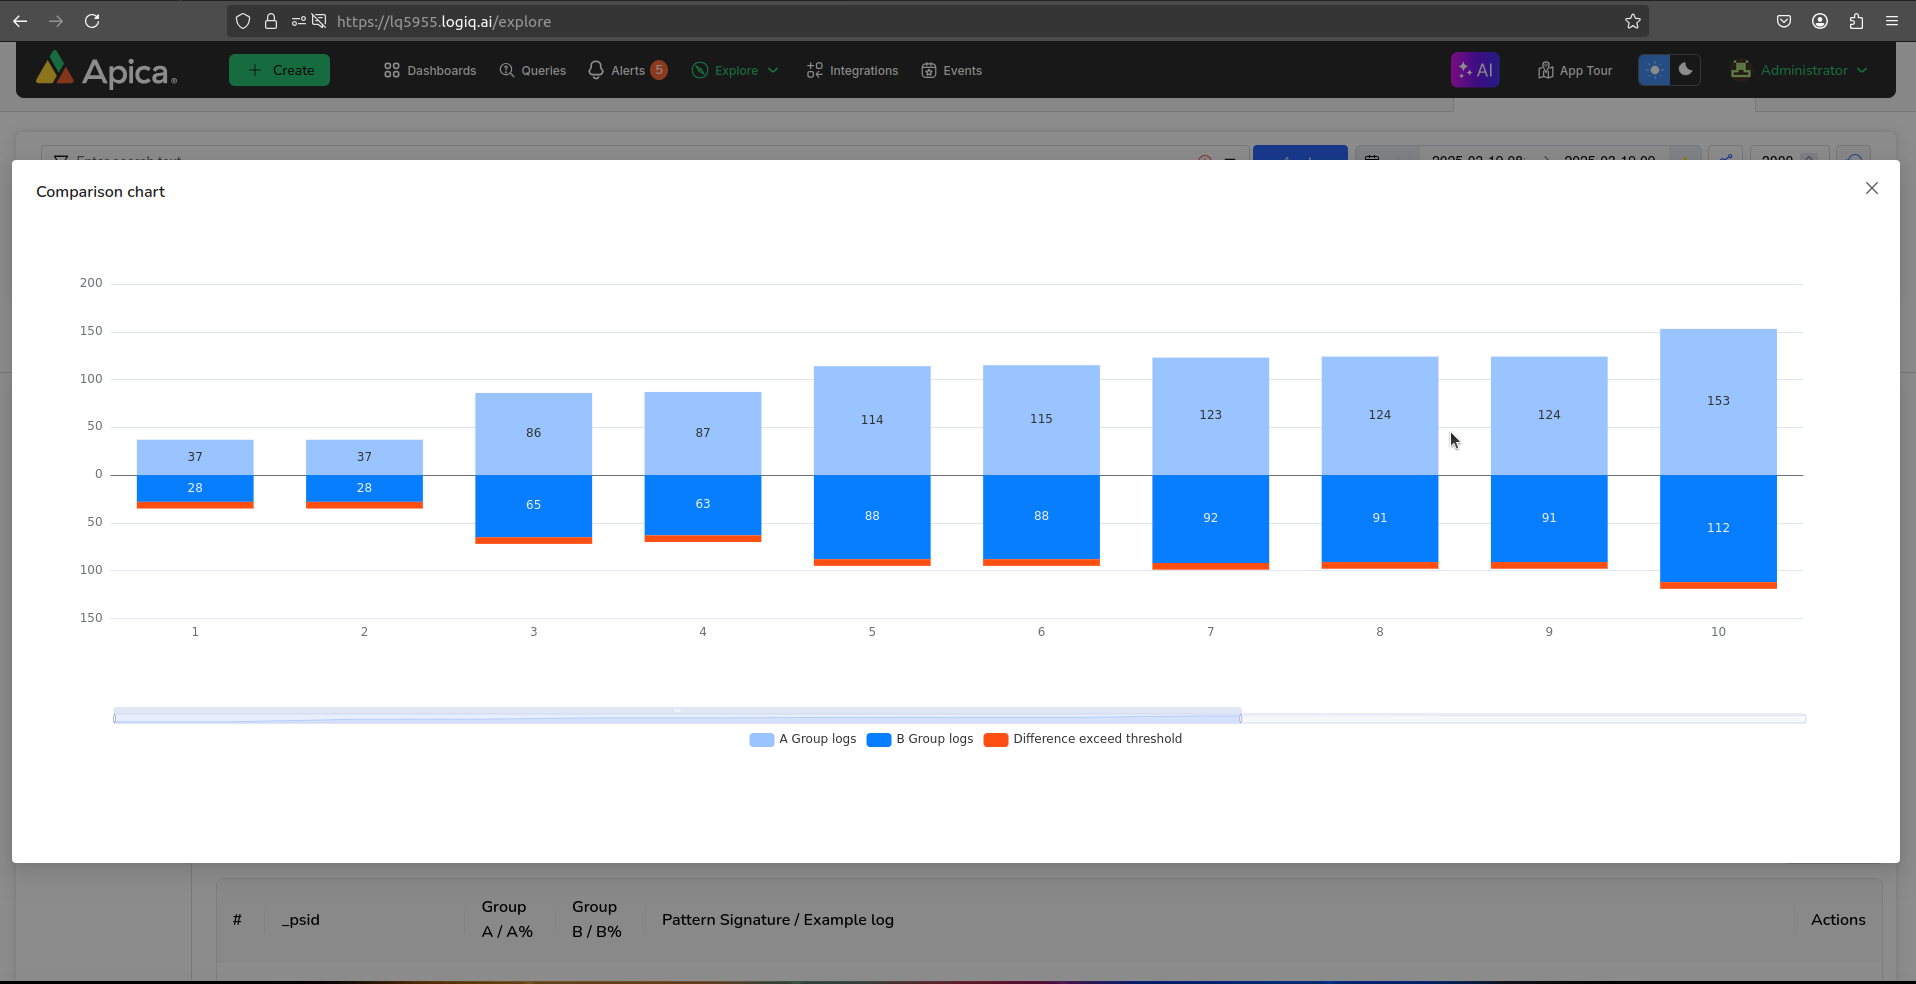 https://lq5955.logiq.ai/explore
Apica
Create
Dashboards
Queries
Alerts 5
Explore
Integrations
Events
AI
App Tour
Administrator
Enter search text
Comparison chart
200
150
100
50
0
50
100
150
37 37 86 87 114 115 123 124 124 153
28 28 65 63 88 88 92 91 91 112
1 2 3 4 5 6 7 8 9 10
A Group logs B Group logs Difference exceed threshold
# _psid Group A / A% Group B / B% Pattern Signature / Example log Actions